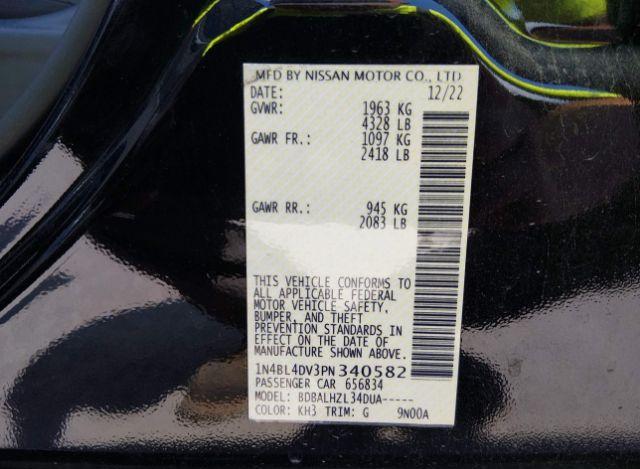 MFD BY NISSAN MOTOR CO., LTD
DATE: 12/22
GVWR: 1963 KG
4328 LB
GAWR FR.: 1097 KG
2418 LB
GAWR RR.: 945 KG
2083 LB
THIS VEHICLE CONFORMS TO
ALL APPLICABLE FEDERAL
MOTOR VEHICLE SAFETY,
BUMPER, AND THEFT
PREVENTION STANDARDS IN
EFFECT ON THE DATE OF
MANUFACTURE SHOWN ABOVE.
1N4BL4DV3PN340582
PASSENGER CAR 656834
MODEL: BDBALHZL34DUA-----
COLOR: KH3 TRIM: G 9N00A